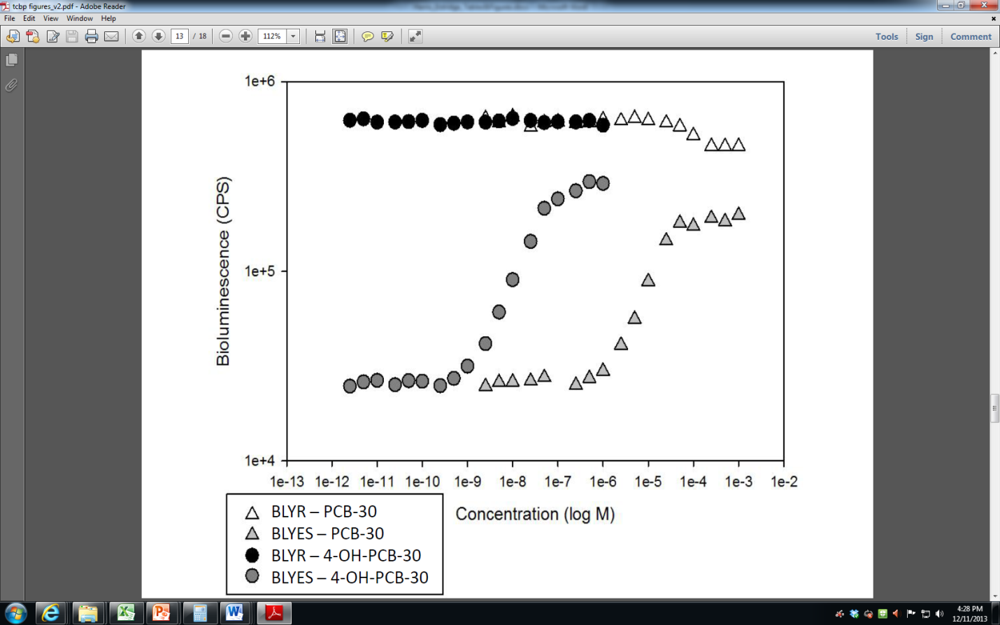 tcbp figures_v2.pdf - Adobe Reader
File Edit View Window Help
13 / 18 112% Tools Sign Comment
1e+6
1e+5
1e+4
Bioluminescence (CPS)
1e-13 1e-12 1e-11 1e-10 1e-9 1e-8 1e-7 1e-6 1e-5 1e-4 1e-3 1e-2
Concentration (log M)
BLYR – PCB-30
BLYES – PCB-30
BLYR – 4-OH-PCB-30
BLYES – 4-OH-PCB-30
4:28 PM
12/11/2013